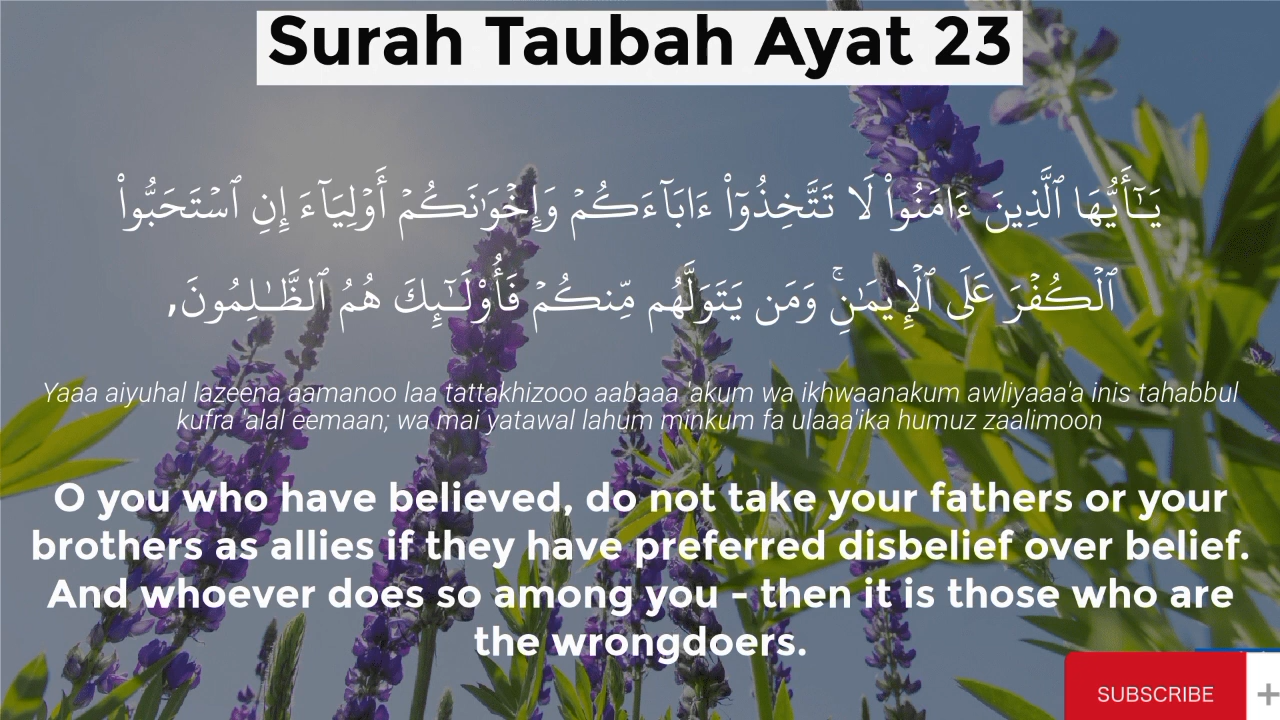 Surah Taubah Ayat 23
يَـٰٓأَيُّهَا ٱلَّذِينَ ءَامَنُوا۟ لَا تَتَّخِذُوٓا۟ ءَابَآءَكُمْ وَإِخْوَٰنَكُمْ أَوْلِيَآءَ إِنِ ٱسْتَحَبُّوا۟
ٱلْكُفْرَ عَلَى ٱلْإِيمَـٰنِ ۚ وَمَن يَتَوَلَّهُم مِّنكُمْ فَأُو۟لَـٰٓئِكَ هُمُ ٱلظَّـٰلِمُونَ,
Yaaa aiyuhal lazeena aamanoo laa tattakhizooo aabaaa 'akum wa ikhwaanakum awliyaaa'a inis tahabbul
kufra 'alal eemaan; wa mai yatawal lahum minkum fa ulaaa'ika humuz zaalimoon
O you who have believed, do not take your fathers or your
brothers as allies if they have preferred disbelief over belief.
And whoever does so among you - then it is those who are
the wrongdoers.
SUBSCRIBE +